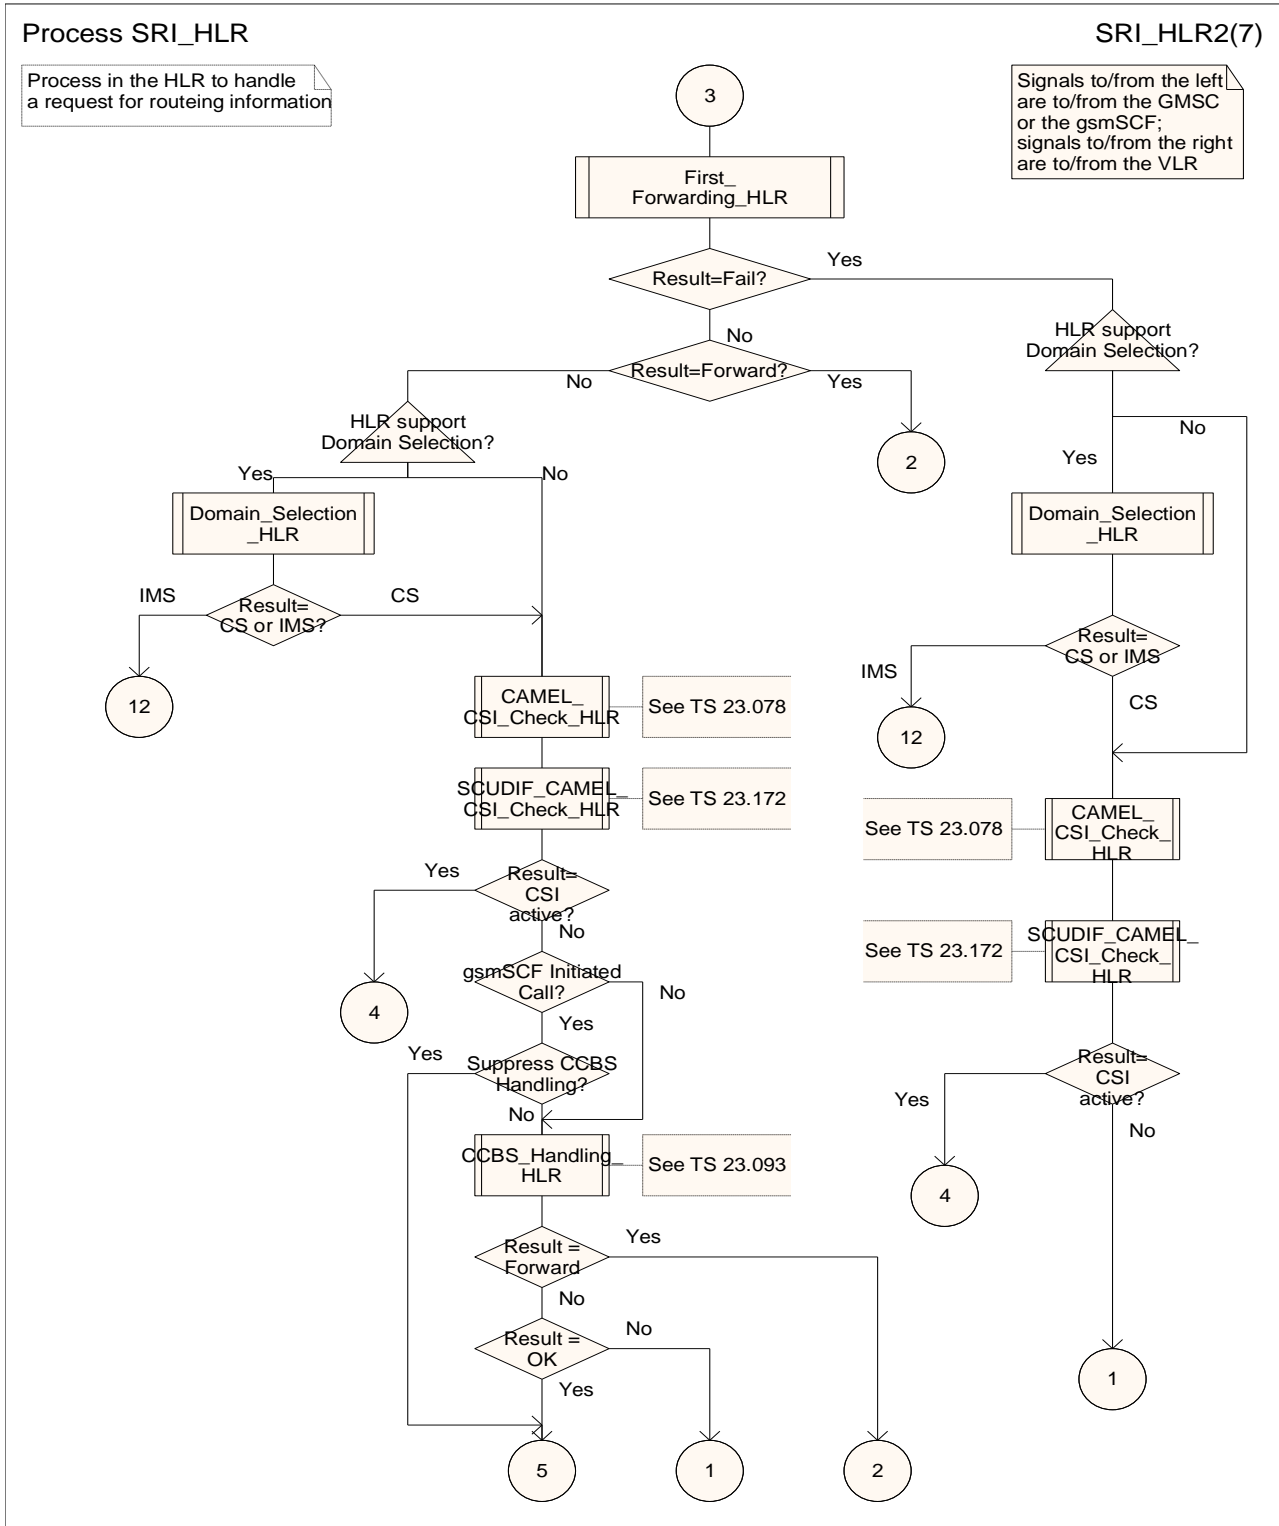 Process SRI_HLR
SRI_HLR2(7)
Process in the HLR to handle
a request for routeing information
Signals to/from the left
are to/from the GMSC
or the gsmSCF;
signals to/from the right
are to/from the VLR
3
First_
Forwarding_HLR
Result=Fail?
Yes
No
HLR support
Domain Selection?
Result=Forward?
No
Yes
HLR support
Domain Selection?
2
No
Yes
Yes
No
Domain_Selection
_HLR
Domain_Selection
_HLR
IMS
Result=
CS or IMS?
CS
Result=
CS or IMS
IMS
CS
12
CAMEL_
CSI_Check_HLR
See TS 23.078
12
SCUDIF_CAMEL_
CSI_Check_HLR
See TS 23.172
See TS 23.078
CAMEL_
CSI_Check_
HLR
Yes
Result=
CSI
active?
No
See TS 23.172
SCUDIF_CAMEL_
CSI_Check_
HLR
gsmSCF Initiated
Call?
No
4
Yes
Yes
Suppress CCBS
Handling?
No
Result=
CSI
active?
Yes
No
CCBS_Handling_
HLR
See TS 23.093
4
Result =
Forward
Yes
No
Result =
OK
No
Yes
1
5
1
2